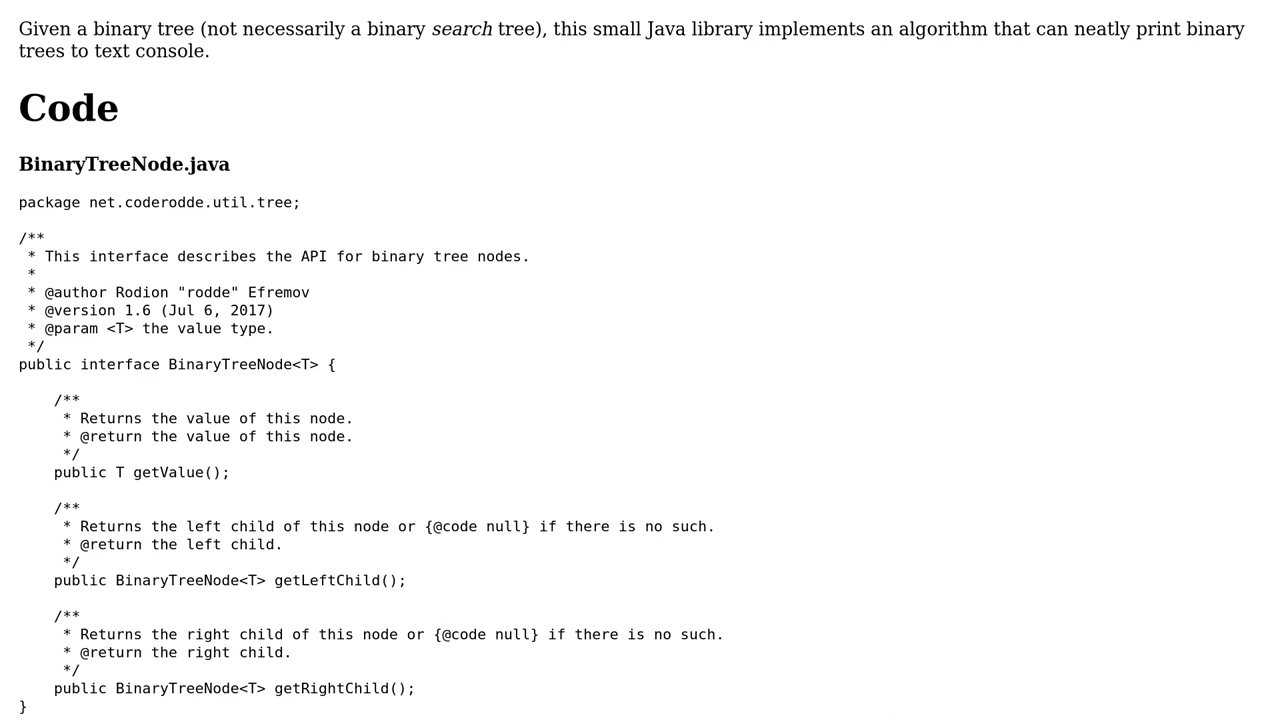 Given a binary tree (not necessarily a binary search tree), this small Java library implements an algorithm that can neatly print binary
trees to text console.
Code
BinaryTreeNode.java
package net.coderodde.util.tree;
/**
 * This interface describes the API for binary tree nodes.
 *
 * @author Rodion "rodde" Efremov
 * @version 1.6 (Jul 6, 2017)
 * @param <T> the value type.
 */
public interface BinaryTreeNode<T> {
    /**
     * Returns the value of this node.
     * @return the value of this node.
     */
    public T getValue();
    /**
     * Returns the left child of this node or {@code null} if there is no such.
     * @return the left child.
     */
    public BinaryTreeNode<T> getLeftChild();
    /**
     * Returns the right child of this node or {@code null} if there is no such.
     * @return the right child.
     */
    public BinaryTreeNode<T> getRightChild();
}